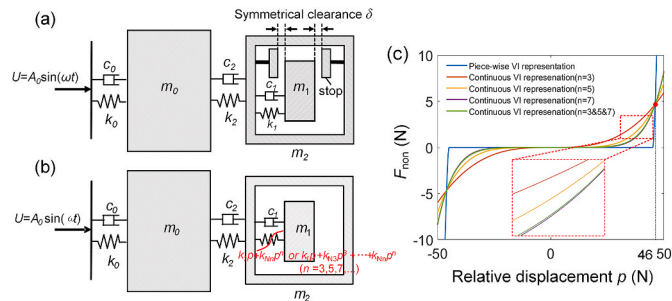 (a)
Symmetrical clearance δ
U=A₀sin(ωt)
c₀
k₀
m₀
c₂
k₂
c₁
k₁
m₁
stop
m₂
(b)
U=A₀sin(ωt)
c₀
k₀
m₀
c₂
k₂
c₁
m₁
(n =3,5,7,...)
m₂
(c)
Piece-wise VI representation
Continuous VI represenation(n=3)
Continuous VI represenation(n=5)
Continuous VI represenation(n=7)
Continuous VI represenation(n=3&5&7)
F_non (N)
10
5
0
-5
-10
-50
0
46
50
Relative displacement p (N)